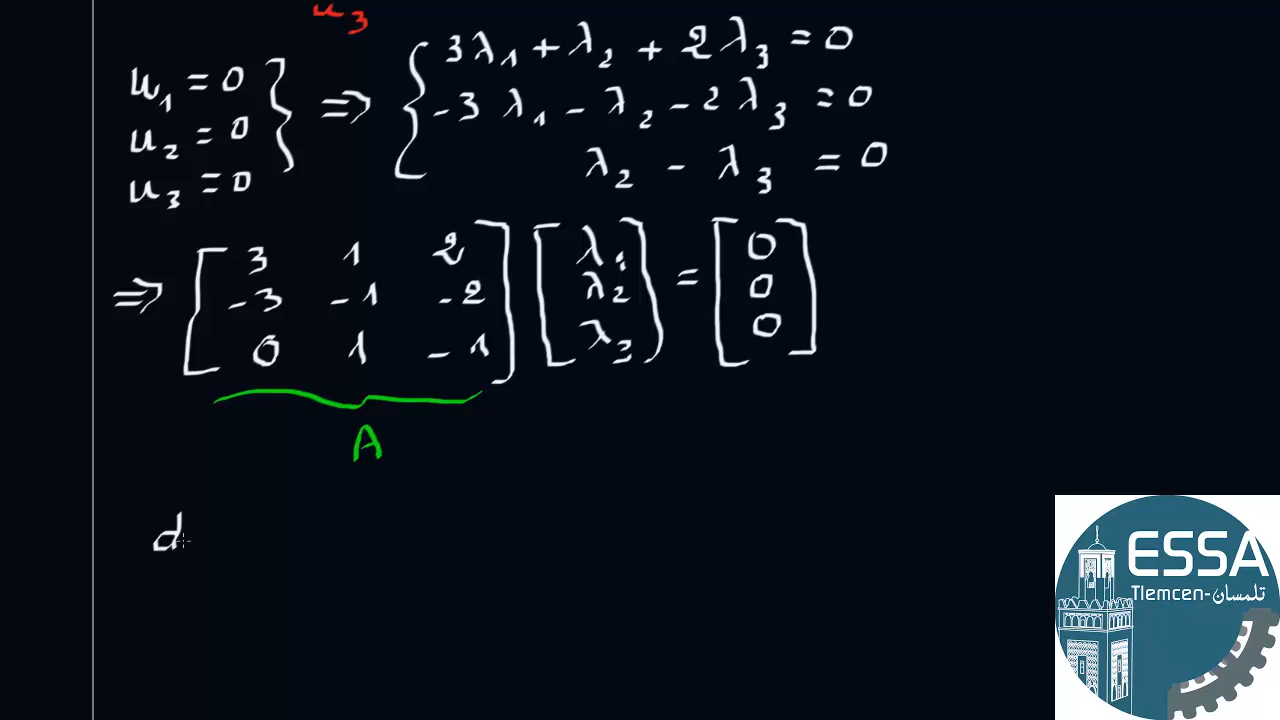 u₃
u₁ = 0
u₂ = 0
u₃ = 0
} ⇒ {
3λ₁ + λ₂ + 2λ₃ = 0
-3λ₁ - λ₂ - 2λ₃ = 0
λ₂ - λ₃ = 0
⇒ [ 3 1 2 ] [ λ₁ ] = [ 0 ]
[ -3 -1 -2 ] [ λ₂ ] [ 0 ]
[ 0 1 -1 ] [ λ₃ ] [ 0 ]
A
d
ESSA
Tlemcen-تلمسان